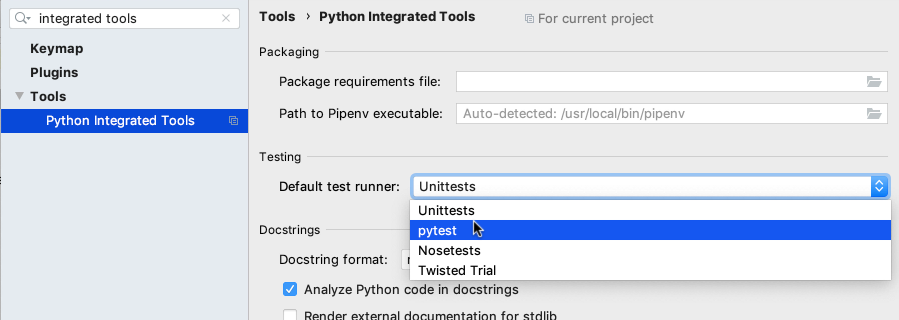 integrated tools
Keymap
Plugins
Tools
Python Integrated Tools
Tools › Python Integrated Tools
For current project
Packaging
Package requirements file:
Path to Pipenv executable: Auto-detected: /usr/local/bin/pipenv
Testing
Default test runner: Unittests
Unittests
pytest
Nosetests
Twisted Trial
Docstrings
Docstring format:
Analyze Python code in docstrings
Render external documentation for stdlib